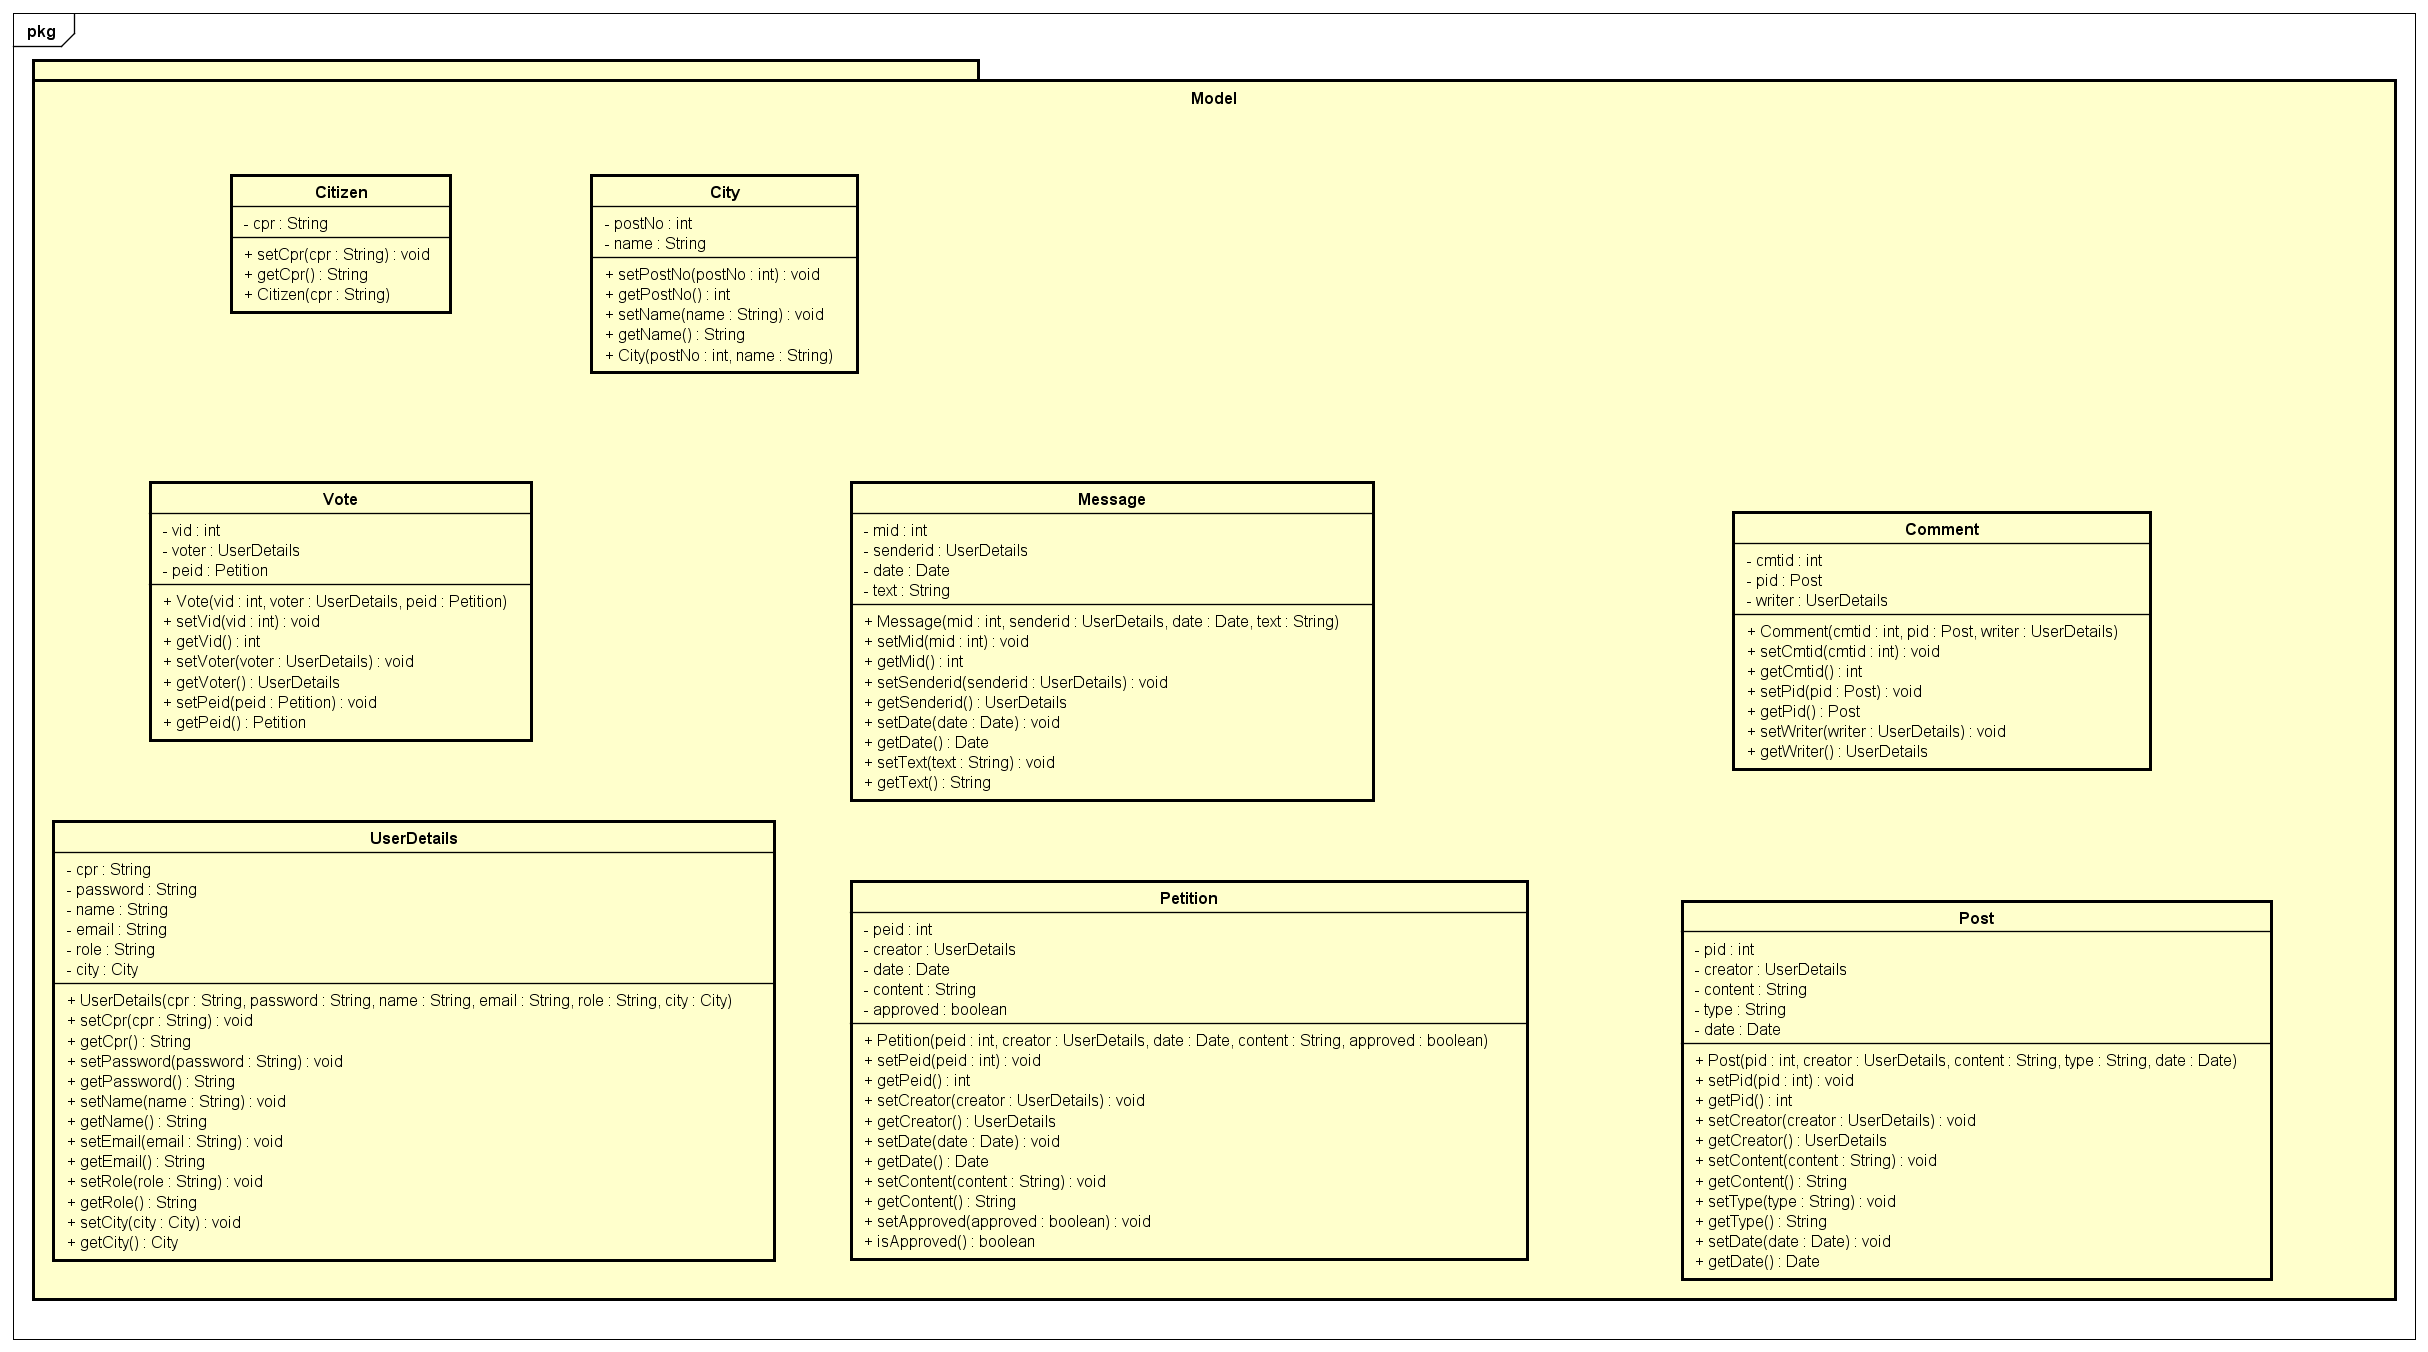 pkg
Model
Citizen
- cpr : String
+ setCpr(cpr : String) : void
+ getCpr() : String
+ Citizen(cpr : String)
City
- postNo : int
- name : String
+ setPostNo(postNo : int) : void
+ getPostNo() : int
+ setName(name : String) : void
+ getName() : String
+ City(postNo : int, name : String)
Vote
- vid : int
- voter : UserDetails
- peid : Petition
+ Vote(vid : int, voter : UserDetails, peid : Petition)
+ setVid(vid : int) : void
+ getVid() : int
+ setVoter(voter : UserDetails) : void
+ getVoter() : UserDetails
+ setPeid(peid : Petition) : void
+ getPeid() : Petition
Message
- mid : int
- senderid : UserDetails
- date : Date
- text : String
+ Message(mid : int, senderid : UserDetails, date : Date, text : String)
+ setMid(mid : int) : void
+ getMid() : int
+ setSenderid(senderid : UserDetails) : void
+ getSenderid() : UserDetails
+ setDate(date : Date) : void
+ getDate() : Date
+ setText(text : String) : void
+ getText() : String
Comment
- cmtid : int
- pid : Post
- writer : UserDetails
+ Comment(cmtid : int, pid : Post, writer : UserDetails)
+ setCmtid(cmtid : int) : void
+ getCmtid() : int
+ setPid(pid : Post) : void
+ getPid() : Post
+ setWriter(writer : UserDetails) : void
+ getWriter() : UserDetails
UserDetails
- cpr : String
- password : String
- name : String
- email : String
- role : String
- city : City
+ UserDetails(cpr : String, password : String, name : String, email : String, role : String, city : City)
+ setCpr(cpr : String) : void
+ getCpr() : String
+ setPassword(password : String) : void
+ getPassword() : String
+ setName(name : String) : void
+ getName() : String
+ setEmail(email : String) : void
+ getEmail() : String
+ setRole(role : String) : void
+ getRole() : String
+ setCity(city : City) : void
+ getCity() : City
Petition
- peid : int
- creator : UserDetails
- date : Date
- content : String
- approved : boolean
+ Petition(peid : int, creator : UserDetails, date : Date, content : String, approved : boolean)
+ setPeid(peid : int) : void
+ getPeid() : int
+ setCreator(creator : UserDetails) : void
+ getCreator() : UserDetails
+ setDate(date : Date) : void
+ getDate() : Date
+ setContent(content : String) : void
+ getContent() : String
+ setApproved(approved : boolean) : void
+ isApproved() : boolean
Post
- pid : int
- creator : UserDetails
- content : String
- type : String
- date : Date
+ Post(pid : int, creator : UserDetails, content : String, type : String, date : Date)
+ setPid(pid : int) : void
+ getPid() : int
+ setCreator(creator : UserDetails) : void
+ getCreator() : UserDetails
+ setContent(content : String) : void
+ getContent() : String
+ setType(type : String) : void
+ getType() : String
+ setDate(date : Date) : void
+ getDate() : Date